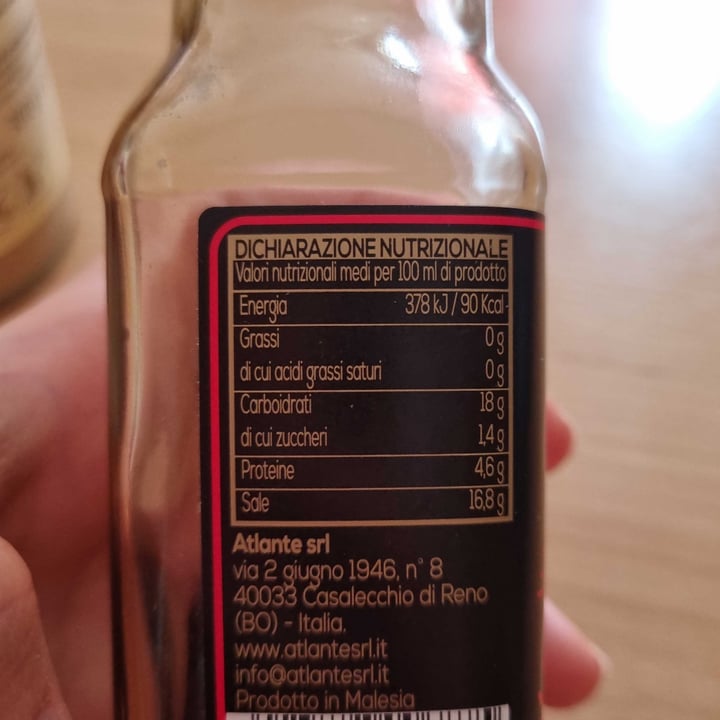 DICHIARAZIONE NUTRIZIONALE
Valori nutrizionali medi per 100 ml di prodotto
Energia 378 kJ / 90 Kcal
Grassi 0 g
di cui acidi grassi saturi 0 g
Carboidrati 18 g
di cui zuccheri 1,4 g
Proteine 4,6 g
Sale 16,8 g
Atlante srl
via 2 giugno 1946, n° 8
40033 Casalecchio di Reno
(BO) - Italia.
www.atlantesrl.it
info@atlantesrl.it
Prodotto in Malesia